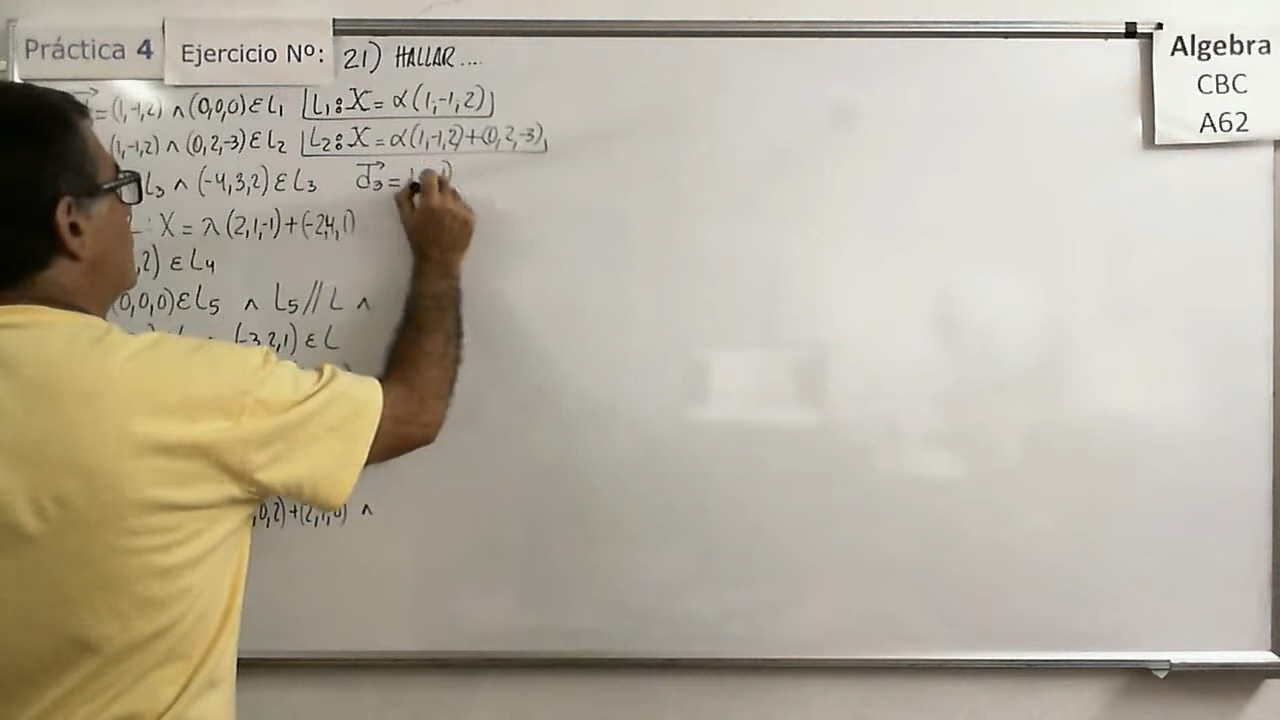 Práctica 4 Ejercicio Nº: 21) HALLAR....
Algebra
CBC
A62
=(1,-1,2) ∧ (0,0,0) ε L₁ L₁: X = α(1,-1,2)
(1,-1,2) ∧ (0,2,-3) ε L₂ L₂: X = α(1,-1,2)+(0,2,-3)
L₃ ∧ (-4,3,2) ε L₃ d₃ =
: X = λ(2,1,-1)+(-2,4,1)
,2) ε L₄
(0,0,0) ε L₅ ∧ L₅ // L ∧
(-3,2,1) ε L
,0,2)+(2,1,0) ∧